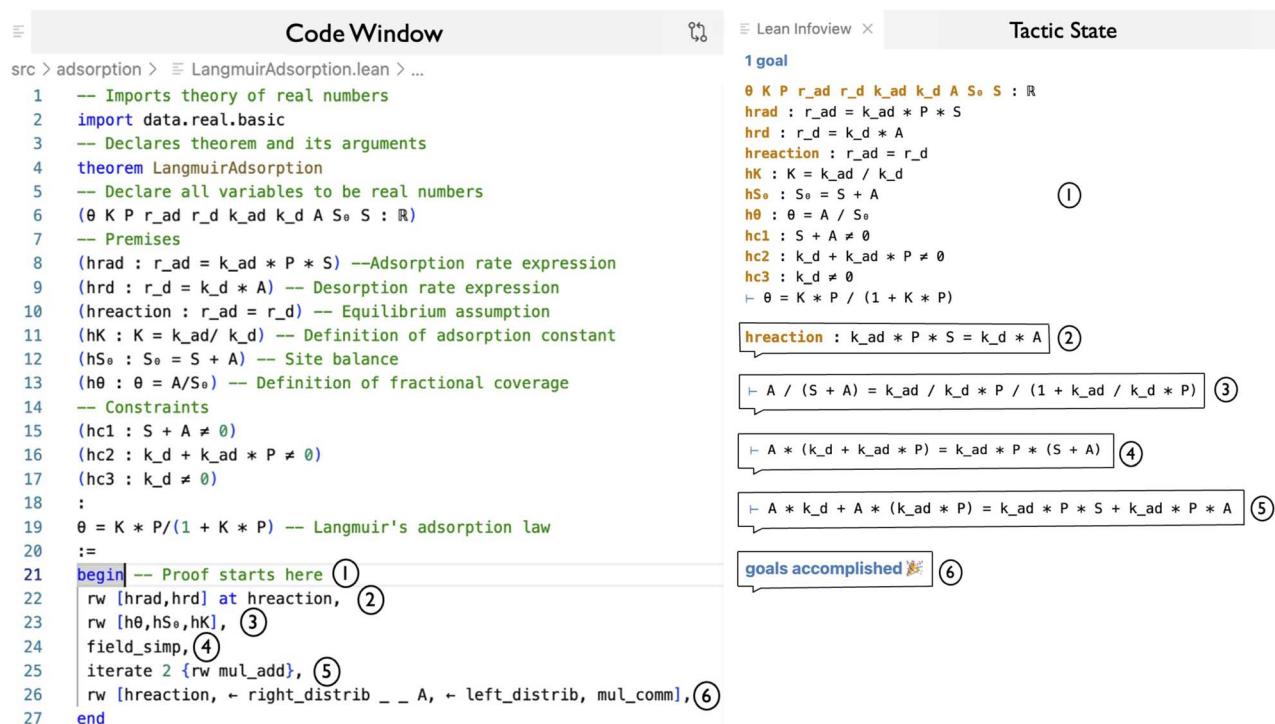 Code Window
src > adsorption > LangmuirAdsorption.lean > ...
1 -- Imports theory of real numbers
2 import data.real.basic
3 -- Declares theorem and its arguments
4 theorem LangmuirAdsorption
5 -- Declare all variables to be real numbers
6 (θ K P r_ad r_d k_ad k_d A S₀ S : ℝ)
7 -- Premises
8 (hrad : r_ad = k_ad * P * S) --Adsorption rate expression
9 (hrd : r_d = k_d * A) -- Desorption rate expression
10 (hreaction : r_ad = r_d) -- Equilibrium assumption
11 (hK : K = k_ad/ k_d) -- Definition of adsorption constant
12 (hS₀ : S₀ = S + A) -- Site balance
13 (hθ : θ = A/S₀) -- Definition of fractional coverage
14 -- Constraints
15 (hc1 : S + A ≠ 0)
16 (hc2 : k_d + k_ad * P ≠ 0)
17 (hc3 : k_d ≠ 0)
18 :
19 θ = K * P/(1 + K * P) -- Langmuir's adsorption law
20 :=
21 begin -- Proof starts here ①
22 rw [hrad,hrd] at hreaction, ②
23 rw [hθ,hS₀,hK], ③
24 field_simp, ④
25 iterate 2 {rw mul_add}, ⑤
26 rw [hreaction, ← right_distrib _ _ A, ← left_distrib, mul_comm], ⑥
27 end
Lean Infoview ×
Tactic State
1 goal
θ K P r_ad r_d k_ad k_d A S₀ S : ℝ
hrad : r_ad = k_ad * P * S
hrd : r_d = k_d * A
hreaction : r_ad = r_d
hK : K = k_ad / k_d
hS₀ : S₀ = S + A ①
hθ : θ = A / S₀
hc1 : S + A ≠ 0
hc2 : k_d + k_ad * P ≠ 0
hc3 : k_d ≠ 0
⊢ θ = K * P / (1 + K * P)
hreaction : k_ad * P * S = k_d * A ②
⊢ A / (S + A) = k_ad / k_d * P / (1 + k_ad / k_d * P) ③
⊢ A * (k_d + k_ad * P) = k_ad * P * (S + A) ④
⊢ A * k_d + A * (k_ad * P) = k_ad * P * S + k_ad * P * A ⑤
goals accomplished 🎉 ⑥